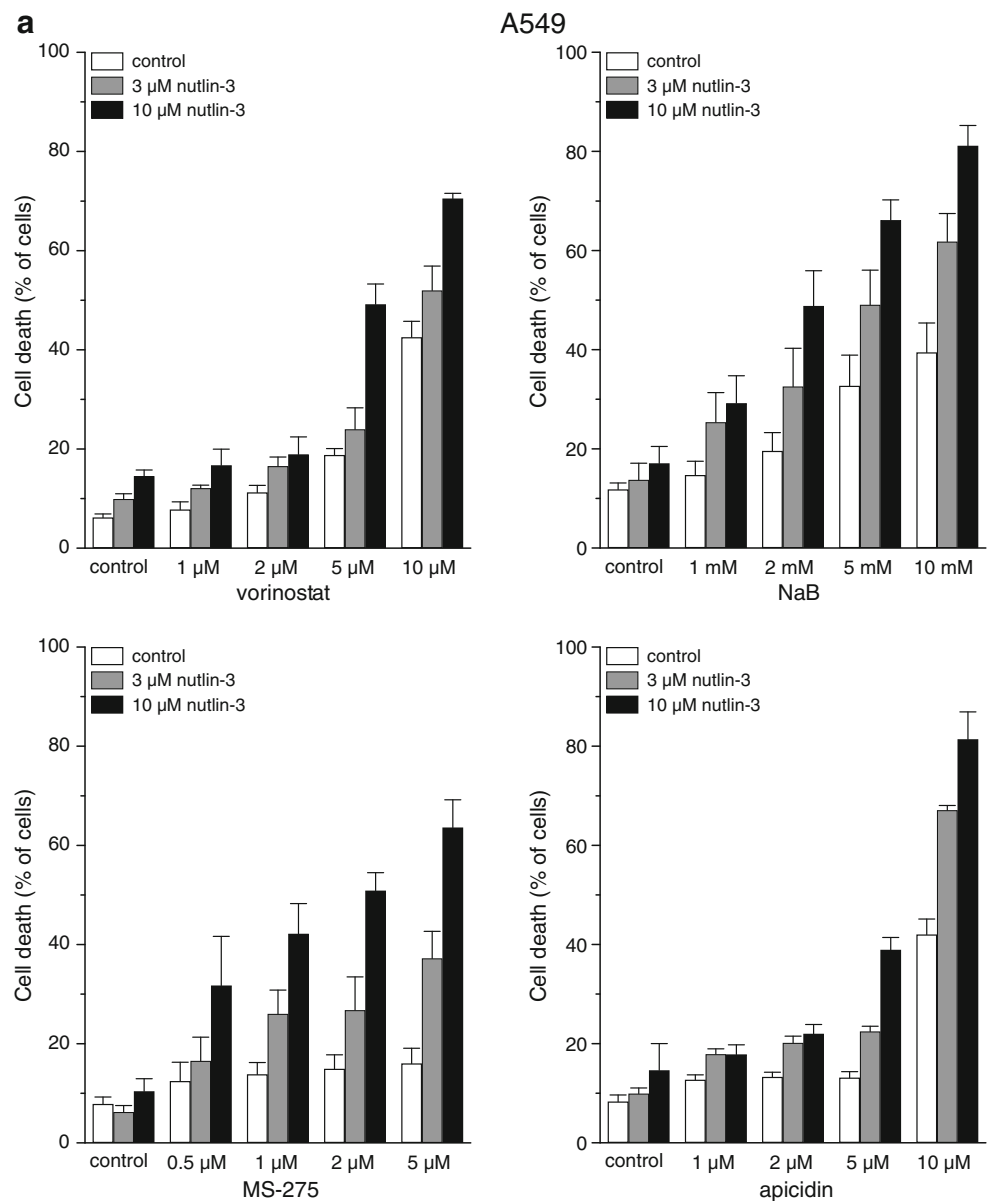 a
A549
100
80
60
40
20
0
Cell death (% of cells)
control
3 µM nutlin-3
10 µM nutlin-3
control
1 µM
2 µM
5 µM
10 µM
vorinostat
100
80
60
40
20
0
Cell death (% of cells)
control
3 µM nutlin-3
10 µM nutlin-3
control
1 mM
2 mM
5 mM
10 mM
NaB
100
80
60
40
20
0
Cell death (% of cells)
control
3 µM nutlin-3
10 µM nutlin-3
control
0.5 µM
1 µM
2 µM
5 µM
MS-275
100
80
60
40
20
0
Cell death (% of cells)
control
3 µM nutlin-3
10 µM nutlin-3
control
1 µM
2 µM
5 µM
10 µM
apicidin